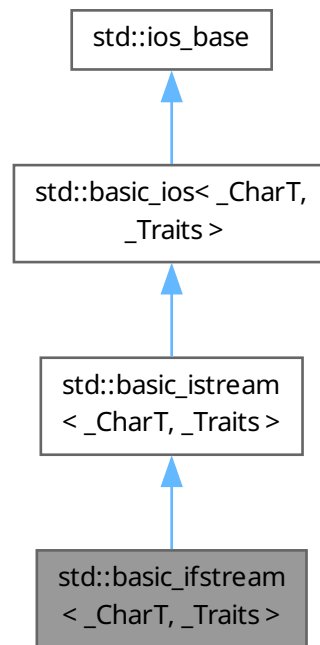 std::ios_base
std::basic_ios< _CharT,
_Traits >
std::basic_istream
< _CharT, _Traits >
std::basic_ifstream
< _CharT, _Traits >